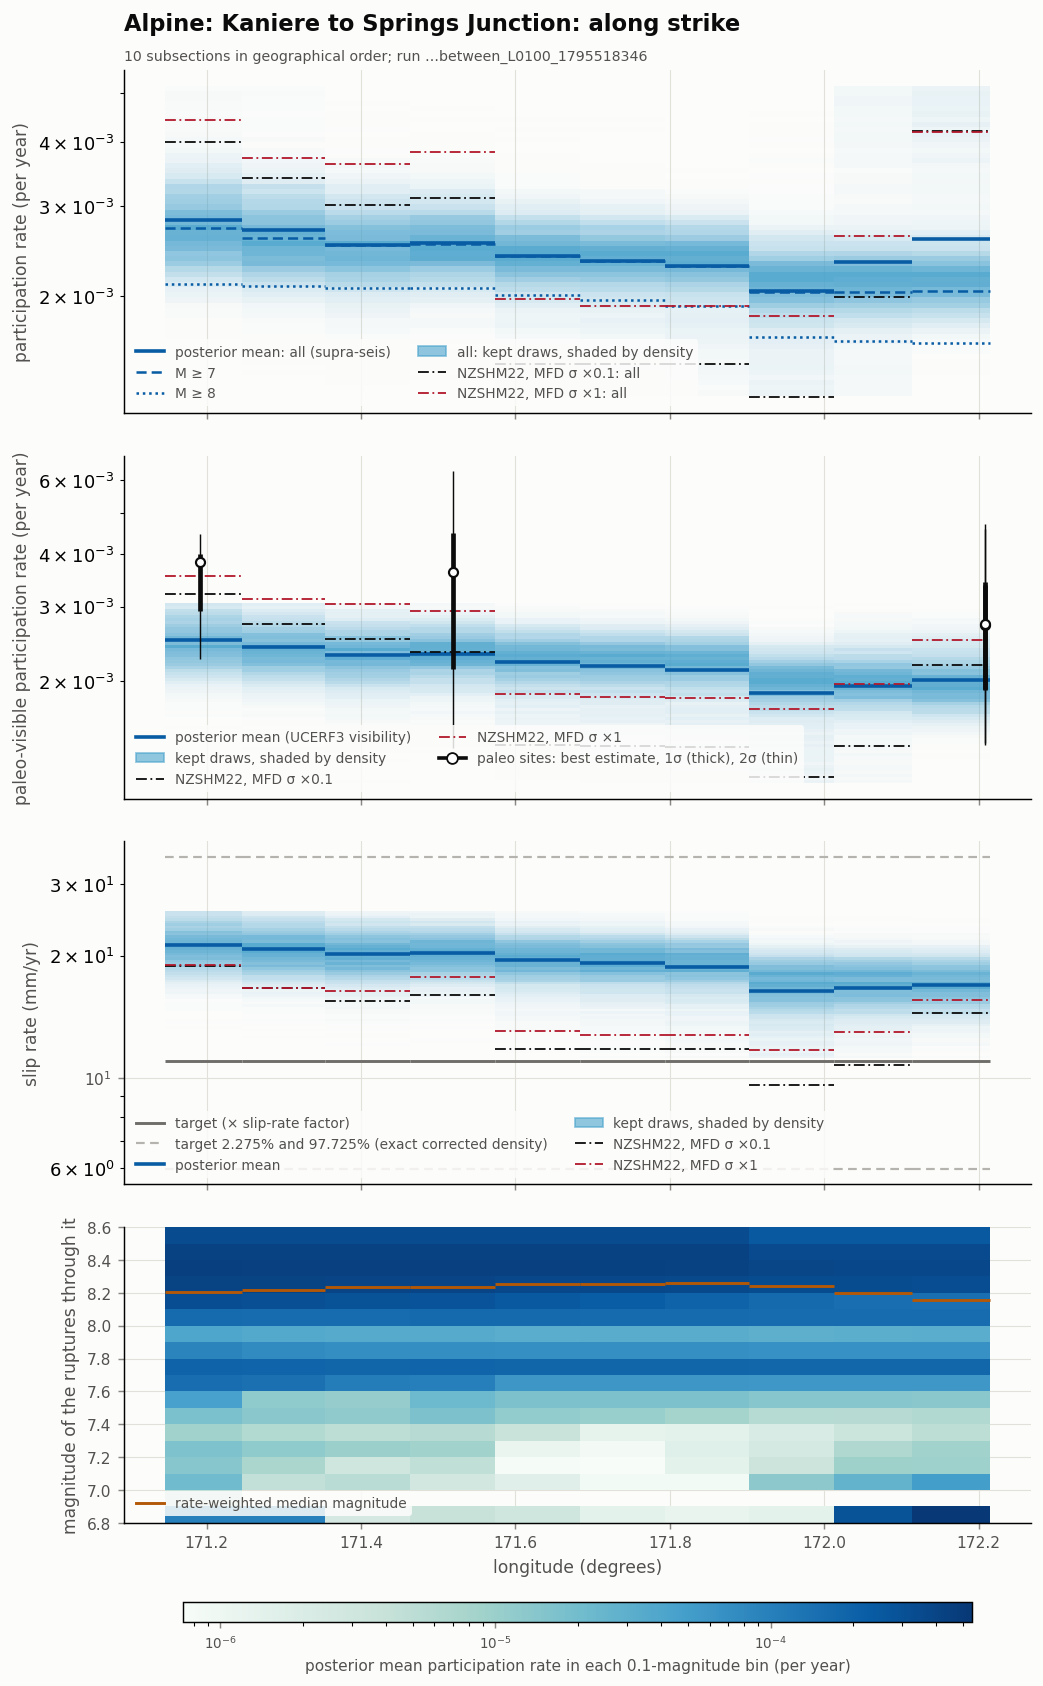 Alpine: Kaniere to Springs Junction: along strike
10 subsections in geographical order; run ...between_L0100_1795518346
participation rate (per year)
4 × 10⁻³
3 × 10⁻³
2 × 10⁻³
posterior mean: all (supra-seis)
M ≥ 7
M ≥ 8
all: kept draws, shaded by density
NZSHM22, MFD σ ×0.1: all
NZSHM22, MFD σ ×1: all
paleo-visible participation rate (per year)
6 × 10⁻³
4 × 10⁻³
3 × 10⁻³
2 × 10⁻³
posterior mean (UCERF3 visibility)
kept draws, shaded by density
NZSHM22, MFD σ ×0.1
NZSHM22, MFD σ ×1
paleo sites: best estimate, 1σ (thick), 2σ (thin)
slip rate (mm/yr)
3 × 10¹
2 × 10¹
10¹
6 × 10⁰
target (× slip-rate factor)
target 2.275% and 97.725% (exact corrected density)
posterior mean
kept draws, shaded by density
NZSHM22, MFD σ ×0.1
NZSHM22, MFD σ ×1
magnitude of the ruptures through it
8.6
8.4
8.2
8.0
7.8
7.6
7.4
7.2
7.0
6.8
rate-weighted median magnitude
171.2 171.4 171.6 171.8 172.0 172.2
longitude (degrees)
10⁻⁶ 10⁻⁵ 10⁻⁴
posterior mean participation rate in each 0.1-magnitude bin (per year)